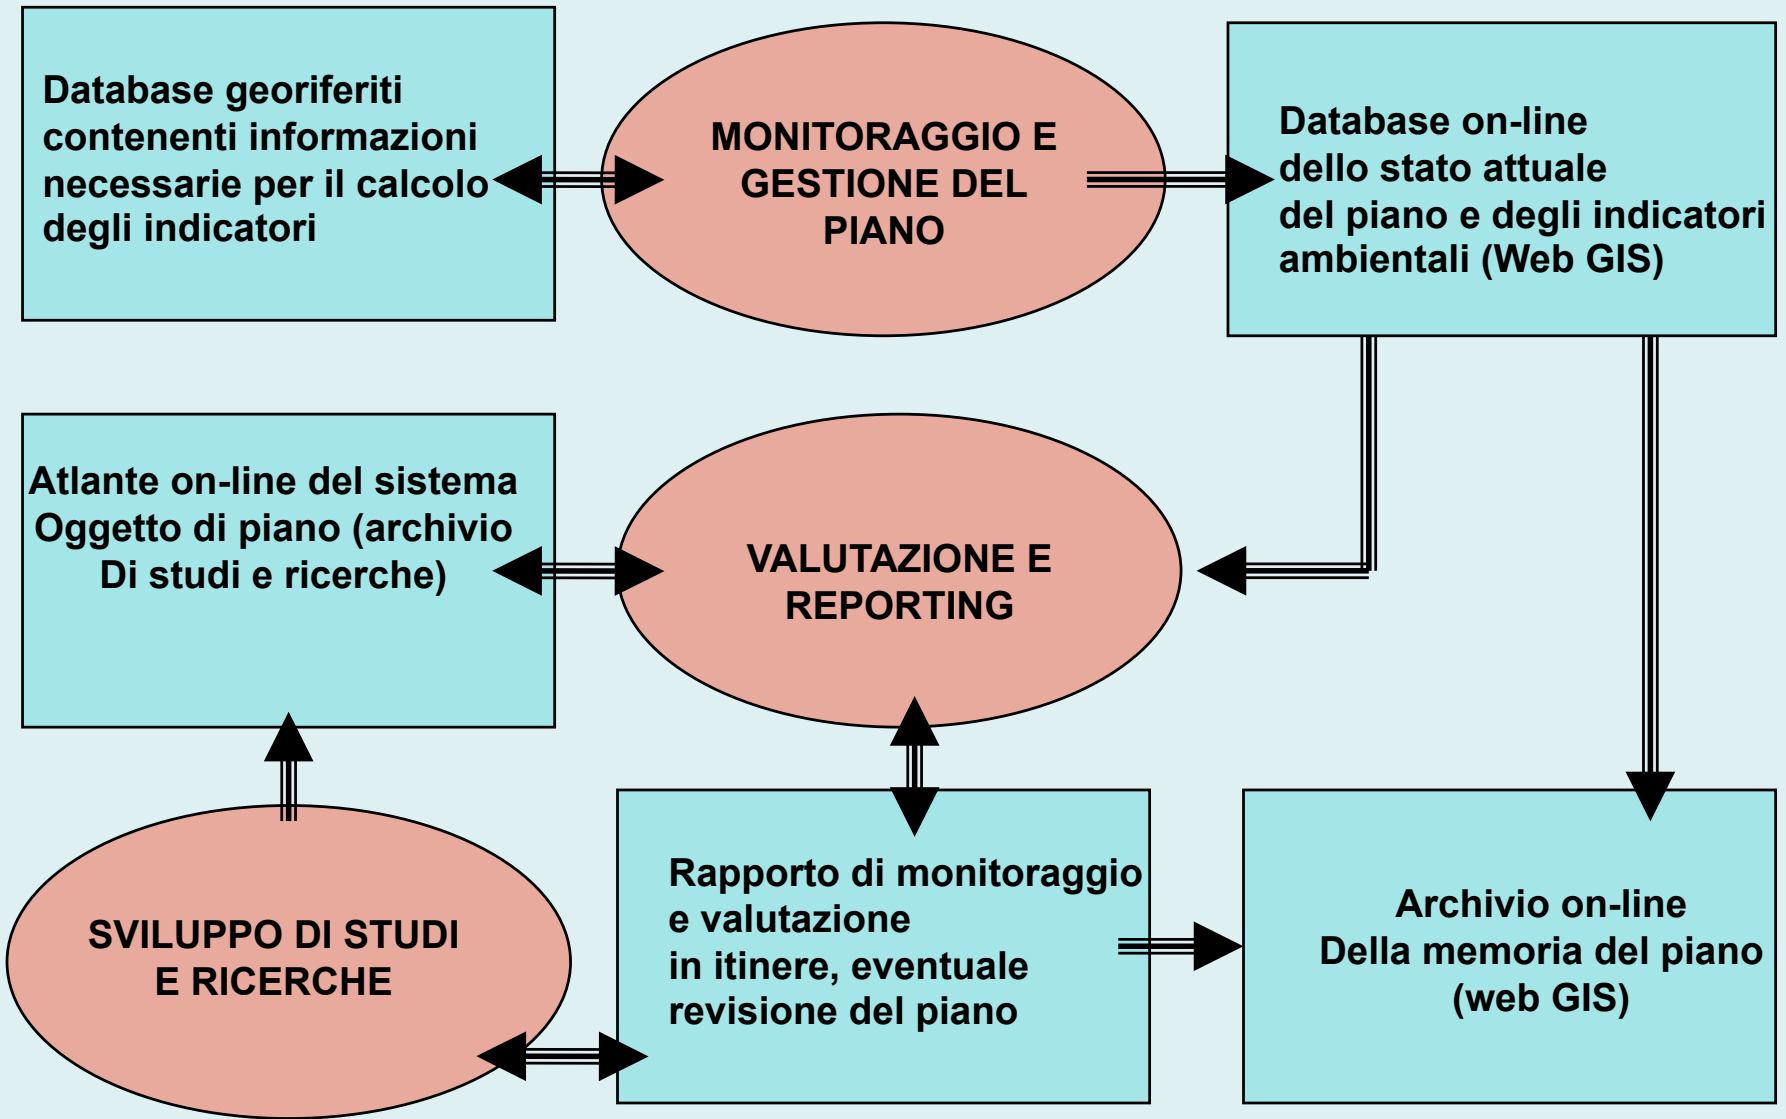 Database georiferiti
contenenti informazioni
necessarie per il calcolo
degli indicatori
MONITORAGGIO E
GESTIONE DEL
PIANO
Database on-line
dello stato attuale
del piano e degli indicatori
ambientali (Web GIS)
Atlante on-line del sistema
Oggetto di piano (archivio
Di studi e ricerche)
VALUTAZIONE E
REPORTING
SVILUPPO DI STUDI
E RICERCHE
Rapporto di monitoraggio
e valutazione
in itinere, eventuale
revisione del piano
Archivio on-line
Della memoria del piano
(web GIS)